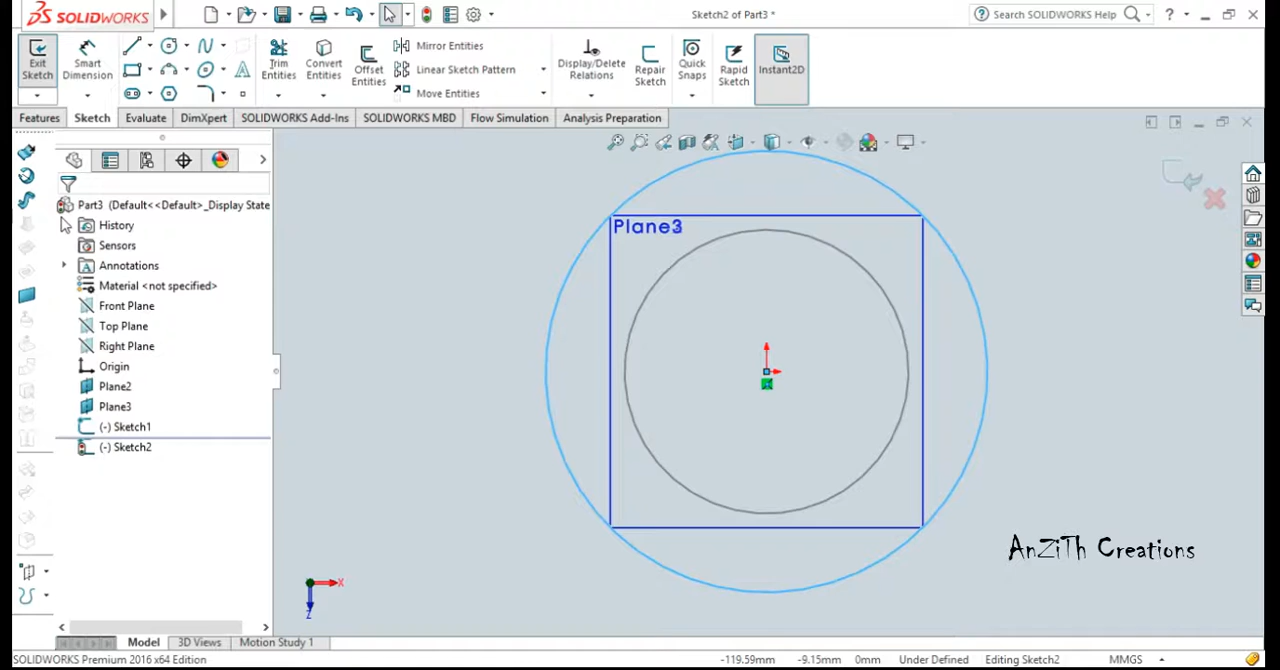 SOLIDWORKS
Sketch2 of Part3 *
Search SOLIDWORKS Help
?
Exit Sketch
Smart Dimension
Trim Entities
Convert Entities
Offset Entities
Mirror Entities
Linear Sketch Pattern
Move Entities
Display/Delete Relations
Repair Sketch
Quick Snaps
Rapid Sketch
Instant2D
Features
Sketch
Evaluate
DimXpert
SOLIDWORKS Add-Ins
SOLIDWORKS MBD
Flow Simulation
Analysis Preparation
Part3 (Default<<Default>_Display State
History
Sensors
Annotations
Material <not specified>
Front Plane
Top Plane
Right Plane
Origin
Plane2
Plane3
(-) Sketch1
(-) Sketch2
Plane3
X
Z
AnZiTh Creations
Model
3D Views
Motion Study 1
SOLIDWORKS Premium 2016 x64 Edition
-119.59mm
-9.15mm
0mm
Under Defined
Editing Sketch2
MMGS